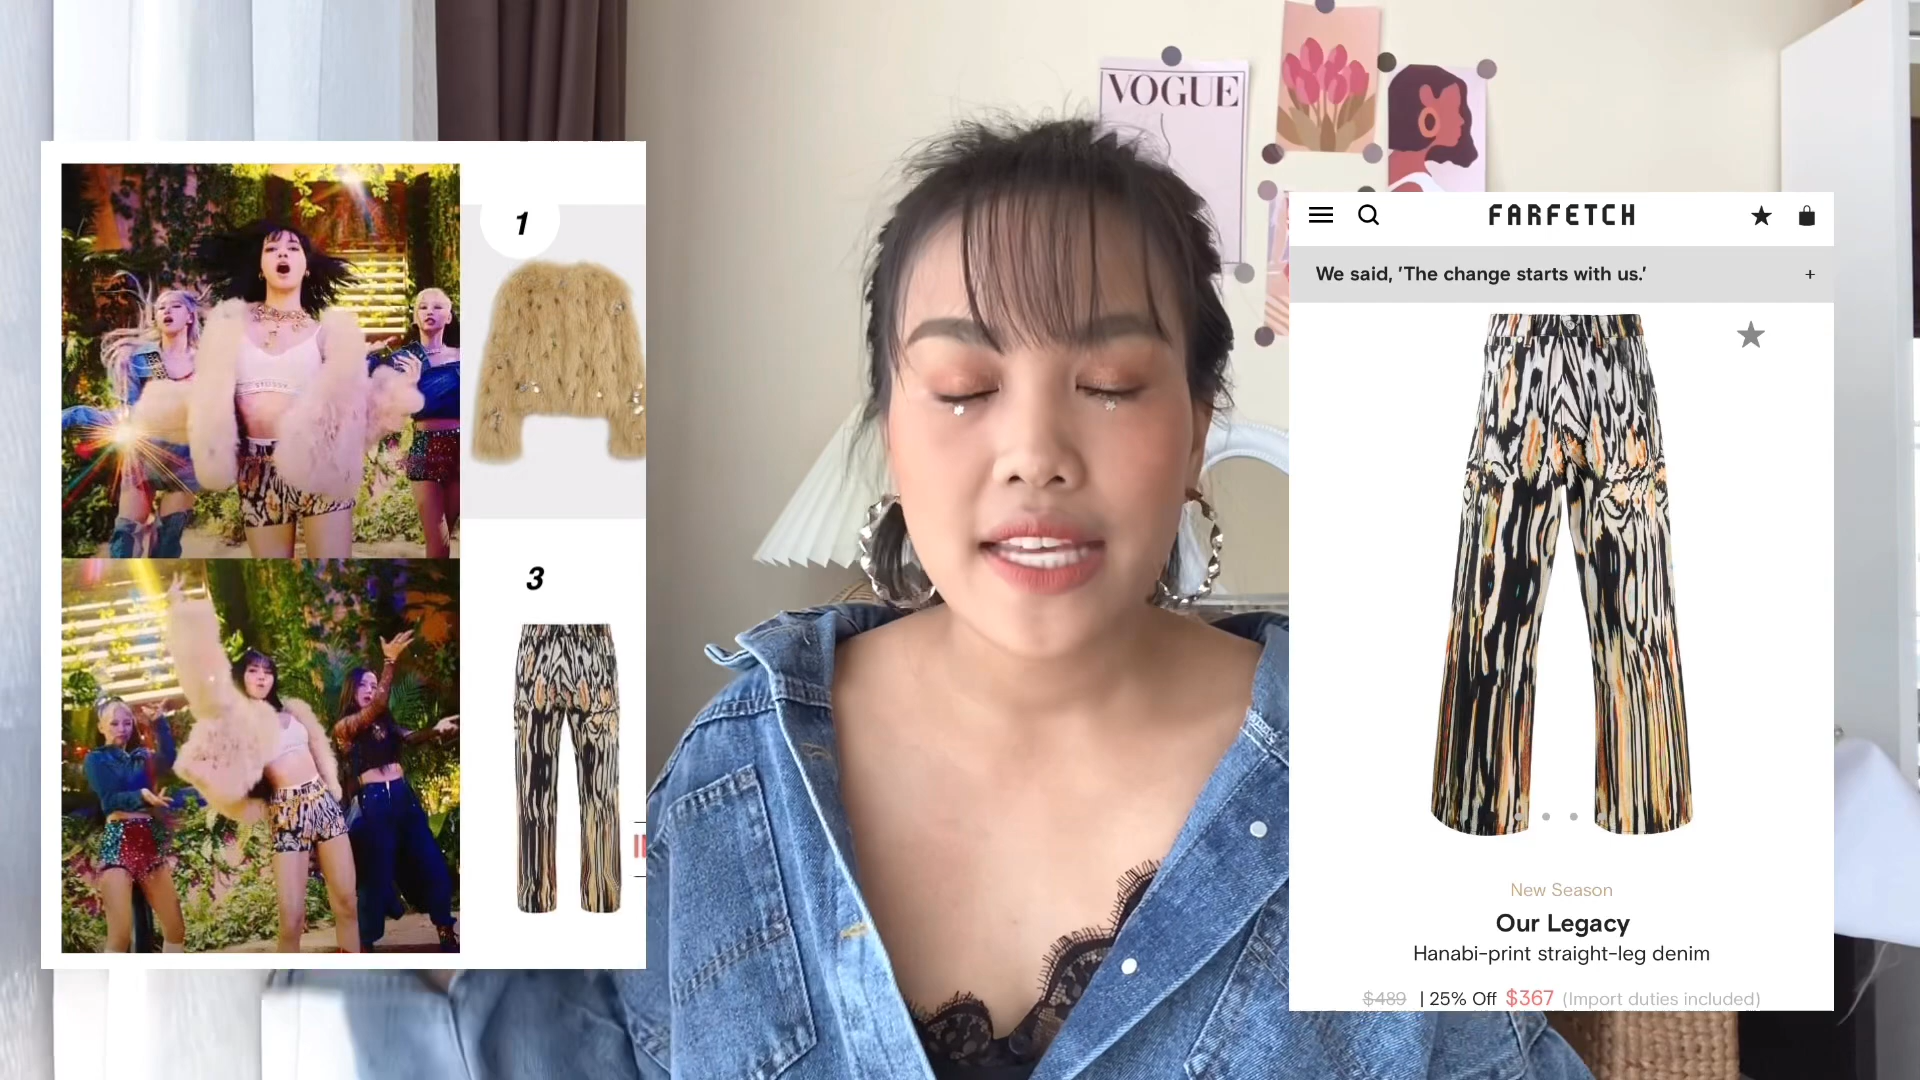 VOGUE
1
3
FARFETCH
We said, 'The change starts with us.'
+
New Season
Our Legacy
Hanabi-print straight-leg denim
$489 | 25% Off $367 (Import duties included)